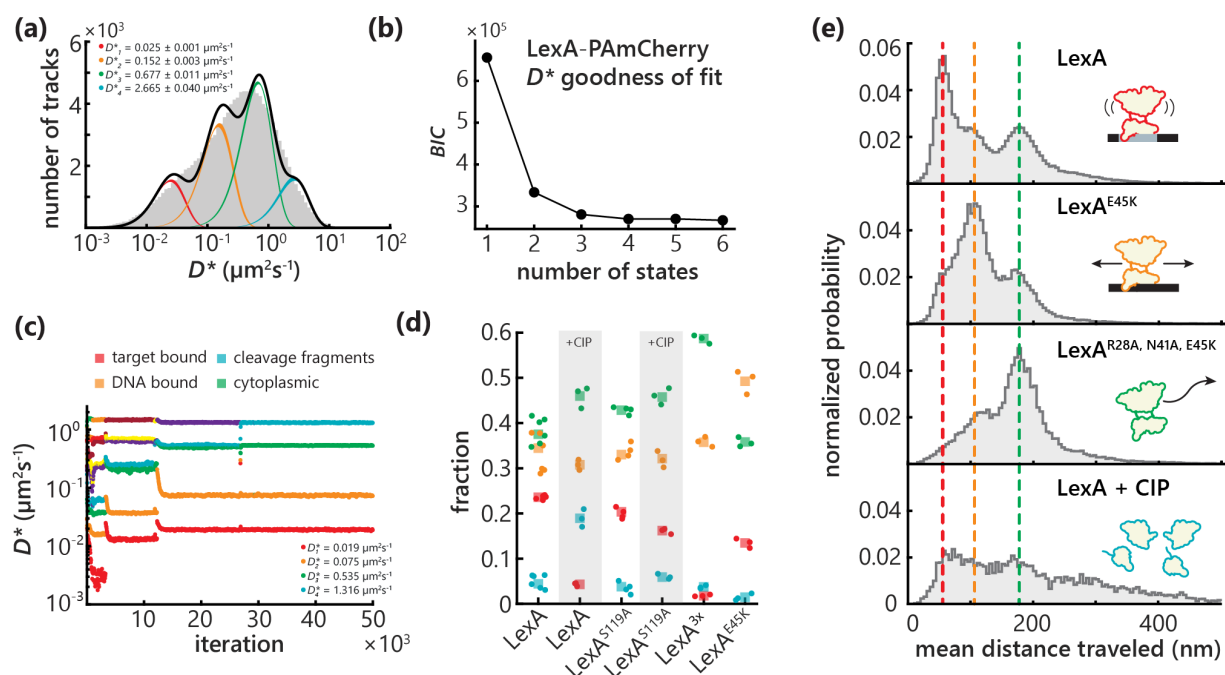 (a)
×10³
number of tracks
6
4
2
D*₁ = 0.025 ± 0.001 µm²s⁻¹
D*₂ = 0.152 ± 0.003 µm²s⁻¹
D*₃ = 0.677 ± 0.011 µm²s⁻¹
D*₄ = 2.665 ± 0.040 µm²s⁻¹
10⁻³ 10⁻² 10⁻¹ 10⁰ 10¹ 10²
D* (µm²s⁻¹)
(b)
×10⁵
LexA-PAmCherry
D* goodness of fit
BIC
6
5
4
3
1 2 3 4 5 6
number of states
(c)
target bound
cleavage fragments
DNA bound
cytoplasmic
D* (µm²s⁻¹)
10⁰
10⁻¹
10⁻²
10⁻³
D*₁ = 0.019 µm²s⁻¹
D*₂ = 0.075 µm²s⁻¹
D*₃ = 0.535 µm²s⁻¹
D*₄ = 1.316 µm²s⁻¹
10 20 30 40 50
iteration
×10³
(d)
fraction
0.6
0.5
0.4
0.3
0.2
0.1
0
+CIP
+CIP
LexA
LexA
LexA^S119A
LexA^S119A
LexA^3x
LexA^E45K
(e)
normalized probability
0.06
0.04
0.02
LexA
0.04
0.02
LexA^E45K
0.04
0.02
LexA^R28A, N41A, E45K
0.04
0.02
0
LexA + CIP
0 200 400
mean distance traveled (nm)